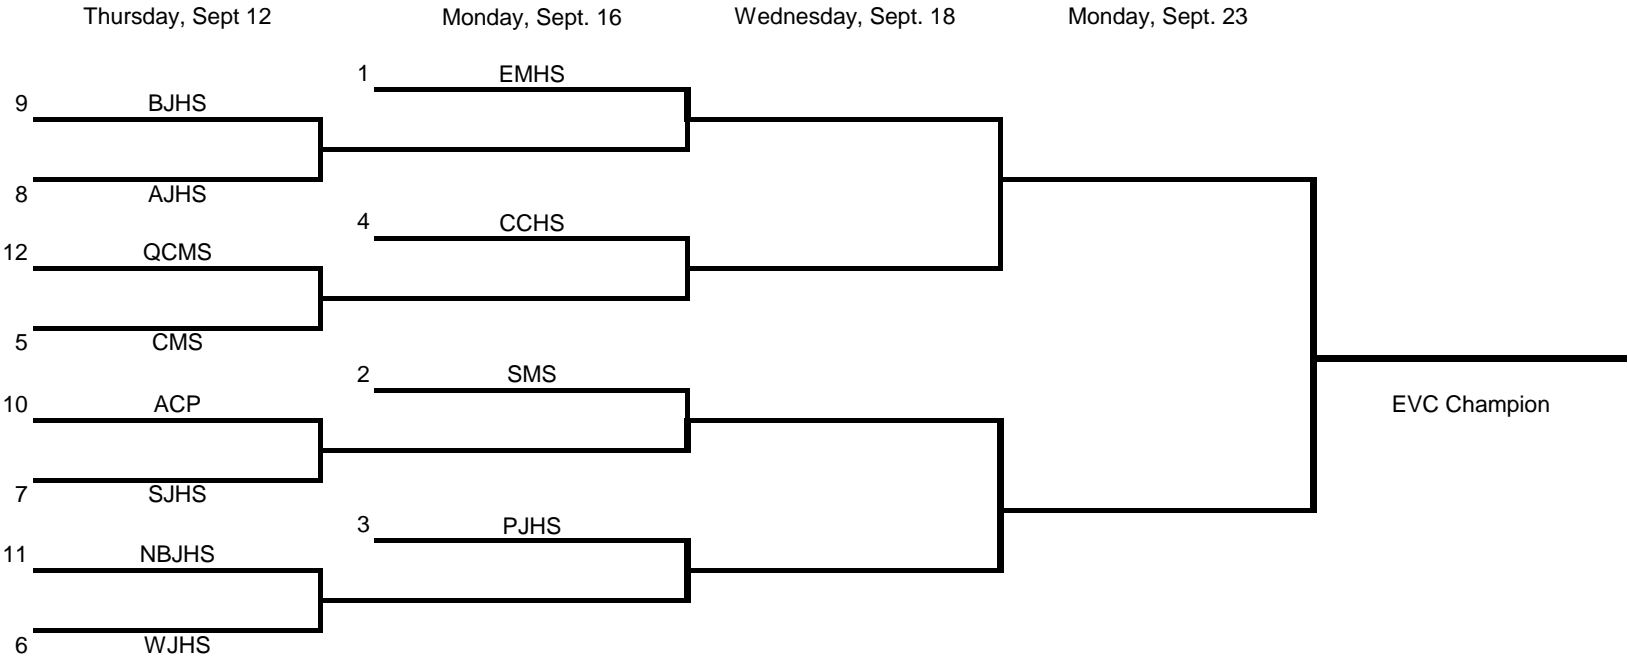 Thursday, Sept 12 Monday, Sept. 16 Wednesday, Sept. 18 Monday, Sept. 23
1 EMHS
9 BJHS
8 AJHS
4 CCHS
12 QCMS
5 CMS
2 SMS
10 ACP
EVC Champion
7 SJHS
3 PJHS
11 NBJHS
6 WJHS